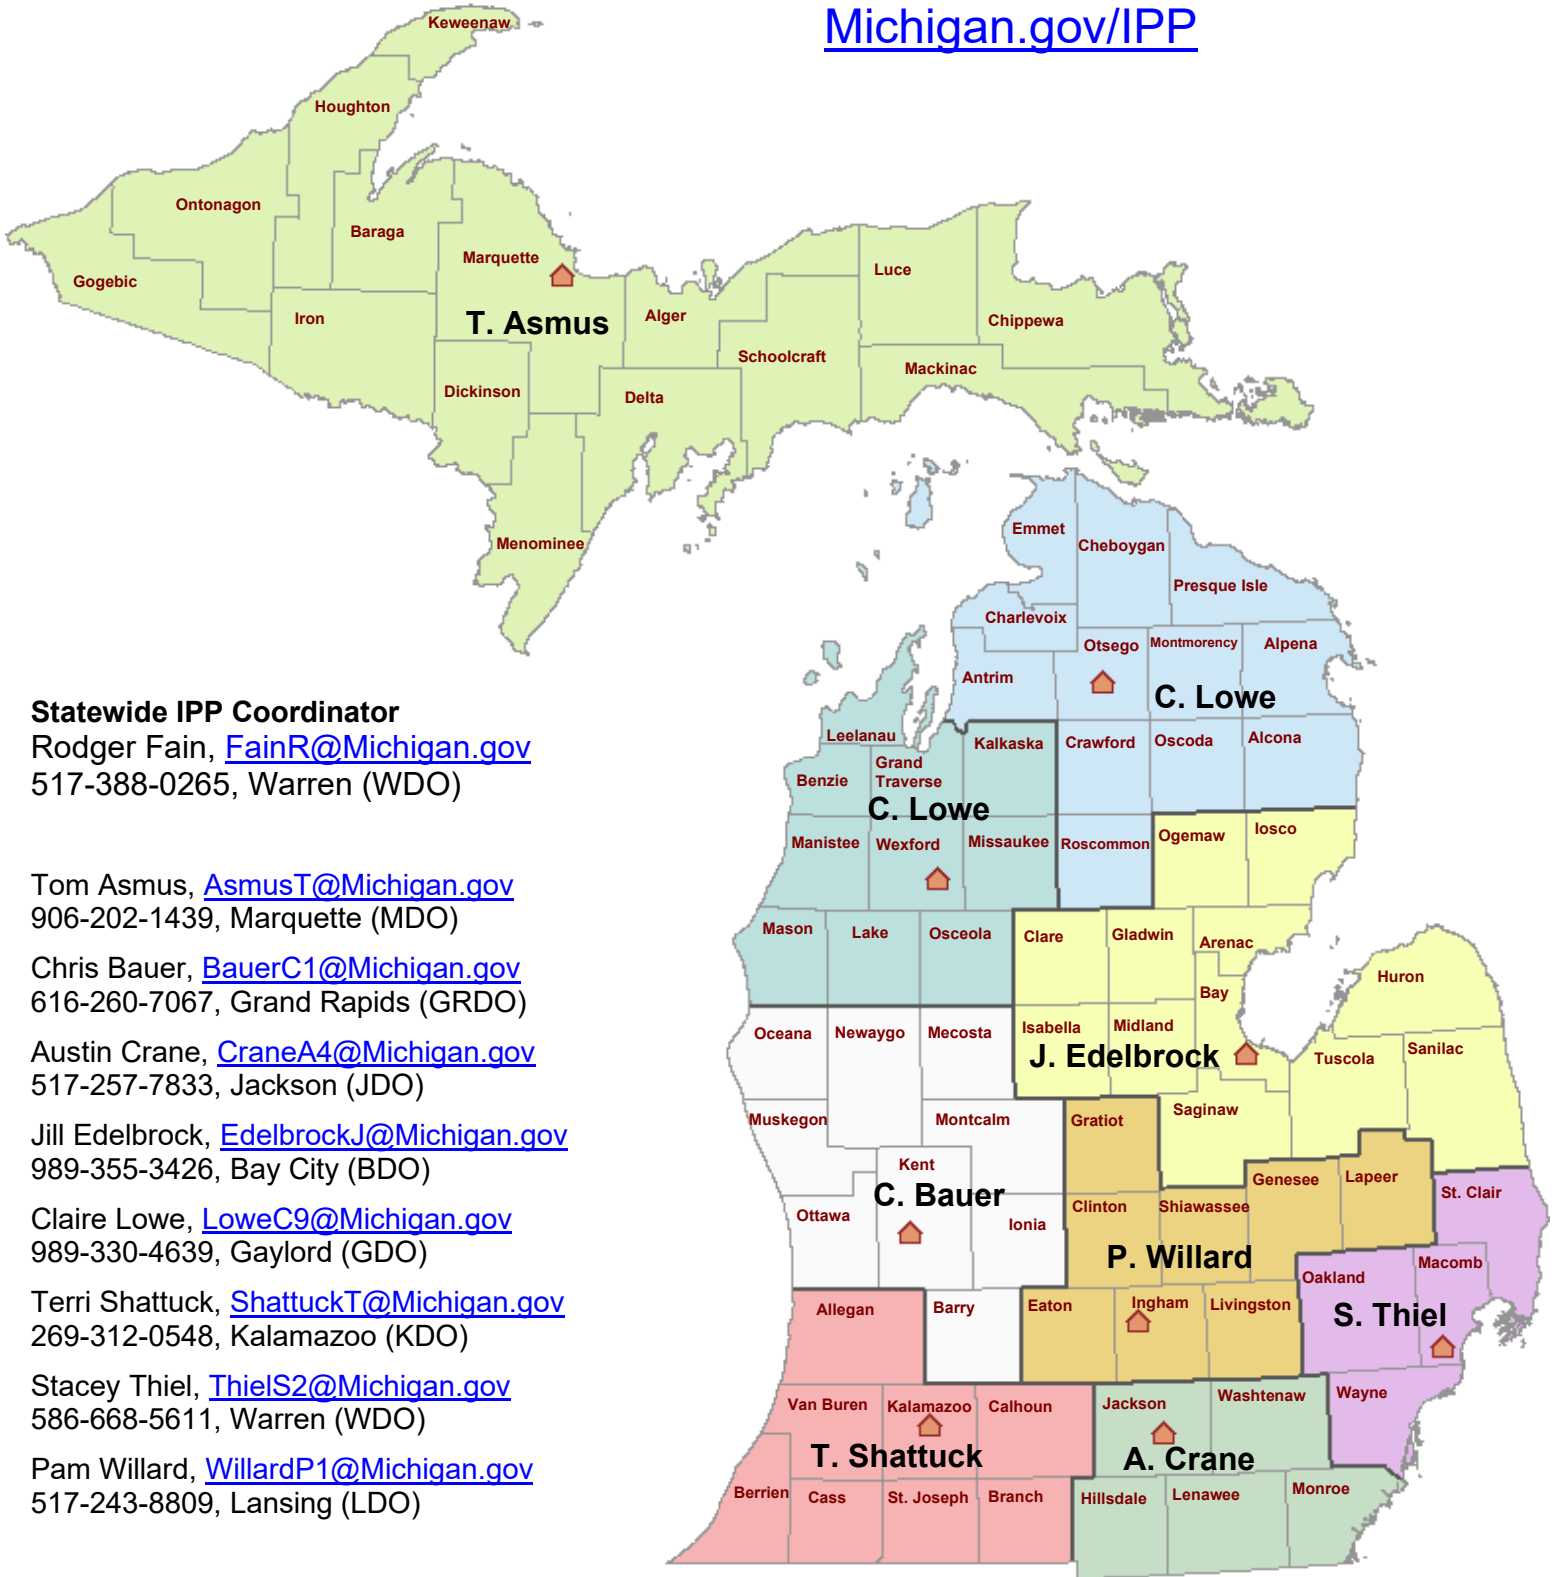 Michigan.gov/IPP
Keweenaw
Houghton
Ontonagon
Baraga
Marquette
Gogebic
Luce
Iron
T. Asmus
Alger
Chippewa
Schoolcraft
Mackinac
Dickinson
Delta
Menominee
Emmet
Cheboygan
Presque Isle
Charlevoix
Otsego
Montmorency
Alpena
Antrim
C. Lowe
Leelanau
Kalkaska
Crawford
Oscoda
Alcona
Grand
Traverse
Benzie
C. Lowe
Manistee
Wexford
Missaukee
Roscommon
Ogemaw
Iosco
Mason
Lake
Osceola
Clare
Gladwin
Arenac
Bay
Huron
Oceana
Newaygo
Mecosta
Isabella
Midland
J. Edelbrock
Tuscola
Sanilac
Muskegon
Montcalm
Gratiot
Saginaw
Kent
C. Bauer
Ottawa
Ionia
Clinton
Shiawassee
Genesee
Lapeer
St. Clair
P. Willard
Oakland
Macomb
S. Thiel
Allegan
Barry
Eaton
Ingham
Livingston
Van Buren
Kalamazoo
Calhoun
Jackson
Washtenaw
Wayne
T. Shattuck
A. Crane
Berrien
Cass
St. Joseph
Branch
Hillsdale
Lenawee
Monroe
Statewide IPP Coordinator
Rodger Fain, FainR@Michigan.gov
517-388-0265, Warren (WDO)
Tom Asmus, AsmusT@Michigan.gov
906-202-1439, Marquette (MDO)
Chris Bauer, BauerC1@Michigan.gov
616-260-7067, Grand Rapids (GRDO)
Austin Crane, CraneA4@Michigan.gov
517-257-7833, Jackson (JDO)
Jill Edelbrock, EdelbrockJ@Michigan.gov
989-355-3426, Bay City (BDO)
Claire Lowe, LoweC9@Michigan.gov
989-330-4639, Gaylord (GDO)
Terri Shattuck, ShattuckT@Michigan.gov
269-312-0548, Kalamazoo (KDO)
Stacey Thiel, ThielS2@Michigan.gov
586-668-5611, Warren (WDO)
Pam Willard, WillardP1@Michigan.gov
517-243-8809, Lansing (LDO)